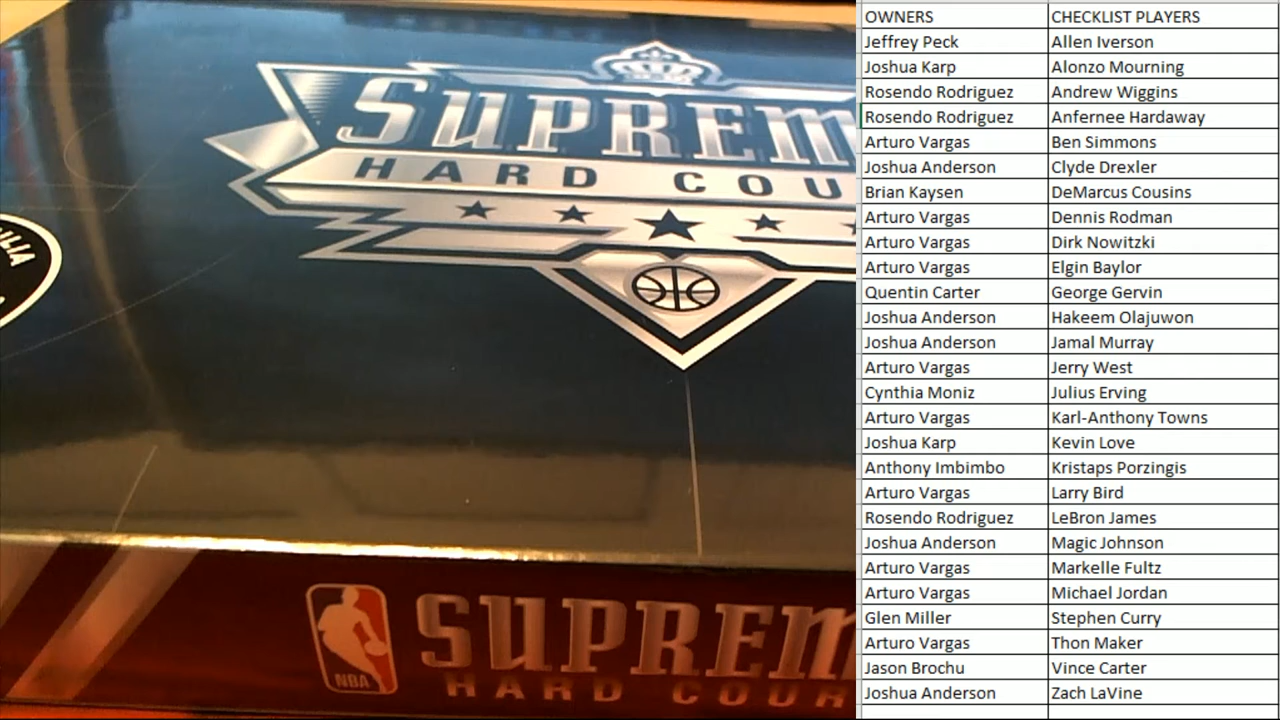 SUPREM
HARD COU
NBA
SUPREM
HARD COUR
OWNERS CHECKLIST PLAYERS
Jeffrey Peck Allen Iverson
Joshua Karp Alonzo Mourning
Rosendo Rodriguez Andrew Wiggins
Rosendo Rodriguez Anfernee Hardaway
Arturo Vargas Ben Simmons
Joshua Anderson Clyde Drexler
Brian Kaysen DeMarcus Cousins
Arturo Vargas Dennis Rodman
Arturo Vargas Dirk Nowitzki
Arturo Vargas Elgin Baylor
Quentin Carter George Gervin
Joshua Anderson Hakeem Olajuwon
Joshua Anderson Jamal Murray
Arturo Vargas Jerry West
Cynthia Moniz Julius Erving
Arturo Vargas Karl-Anthony Towns
Joshua Karp Kevin Love
Anthony Imbimbo Kristaps Porzingis
Arturo Vargas Larry Bird
Rosendo Rodriguez LeBron James
Joshua Anderson Magic Johnson
Arturo Vargas Markelle Fultz
Arturo Vargas Michael Jordan
Glen Miller Stephen Curry
Arturo Vargas Thon Maker
Jason Brochu Vince Carter
Joshua Anderson Zach LaVine